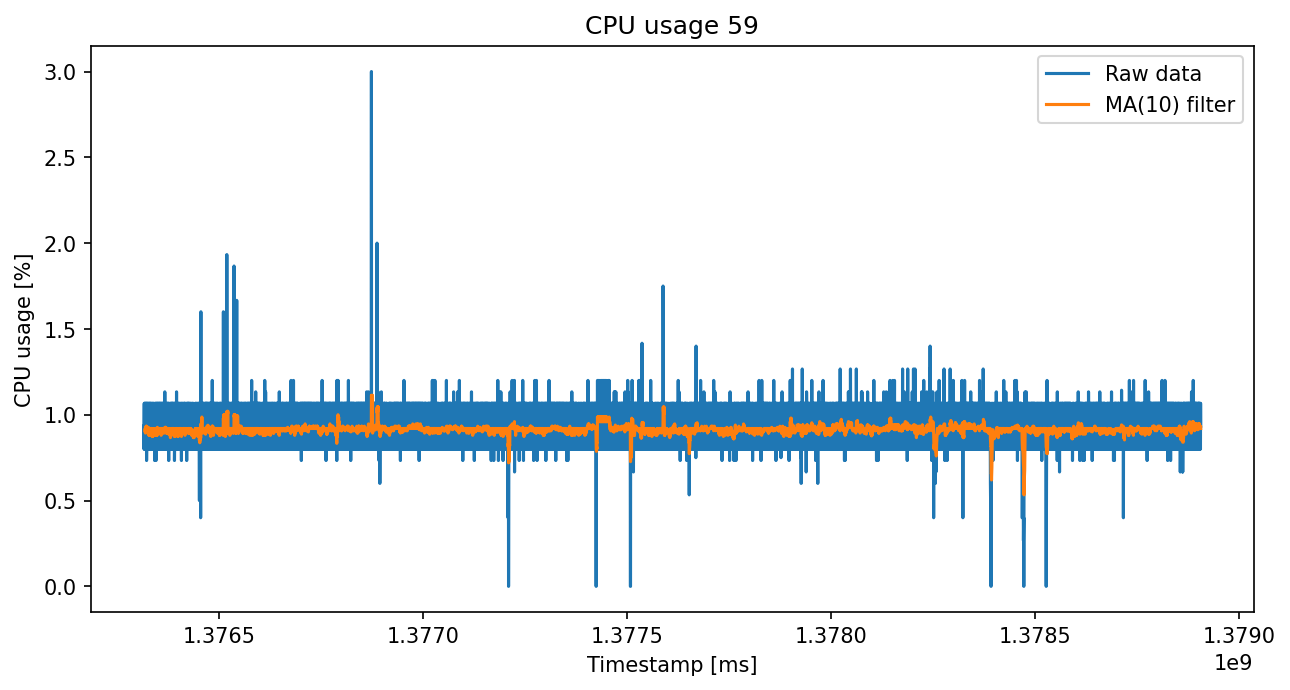 CPU usage 59
Raw data
MA(10) filter
CPU usage [%]
3.0
2.5
2.0
1.5
1.0
0.5
0.0
1.3765 1.3770 1.3775 1.3780 1.3785 1.3790
1e9
Timestamp [ms]